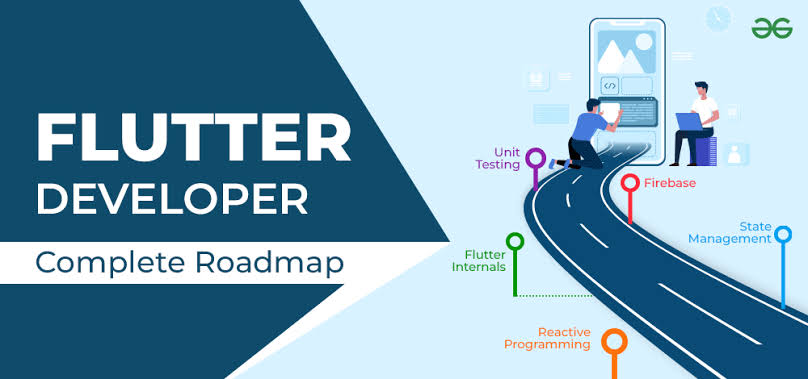 FLUTTER
DEVELOPER
Complete Roadmap
Unit
Testing
Firebase
State
Management
Flutter
Internals
Reactive
Programming
</>